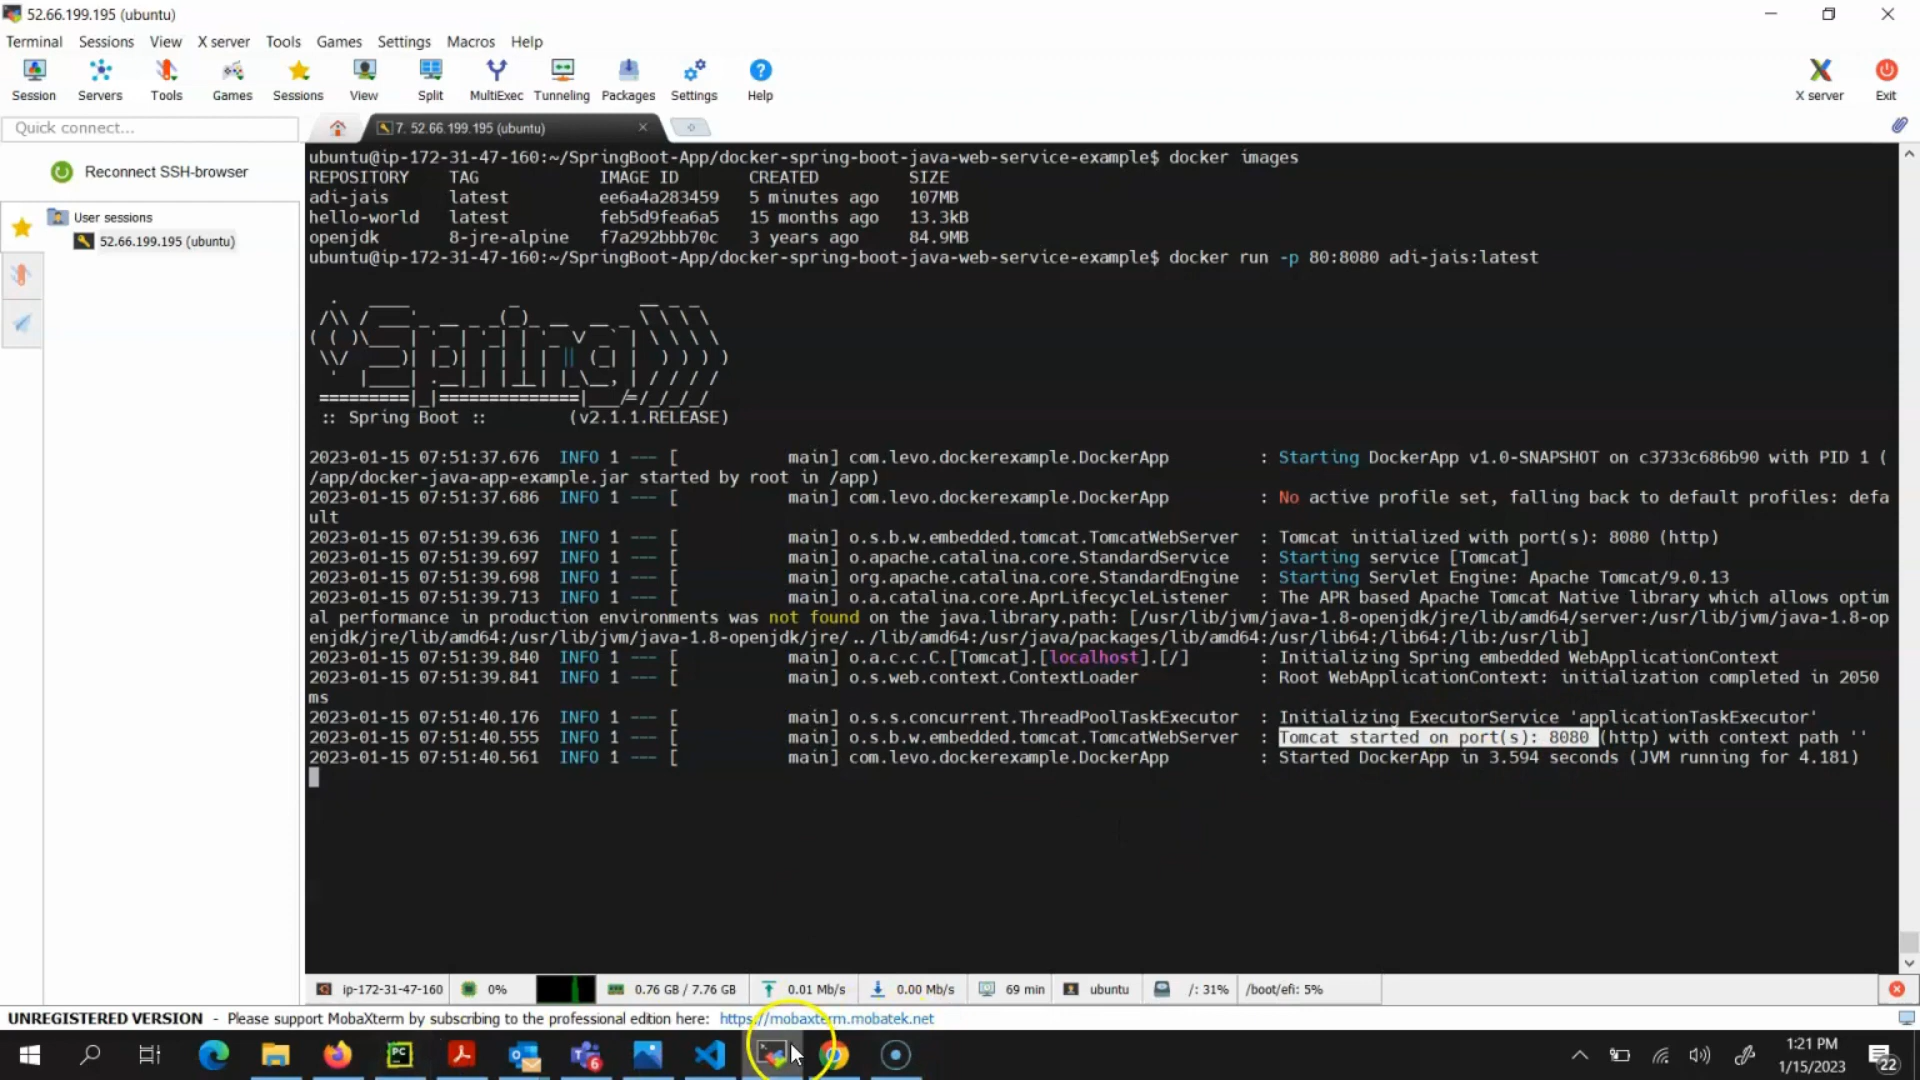 52.66.199.195 (ubuntu)
Terminal Sessions View X server Tools Games Settings Macros Help
Session Servers Tools Games Sessions View Split MultiExec Tunneling Packages Settings Help X server Exit
Quick connect...
7. 52.66.199.195 (ubuntu)
Reconnect SSH-browser
User sessions
52.66.199.195 (ubuntu)
ubuntu@ip-172-31-47-160:~/SpringBoot-App/docker-spring-boot-java-web-service-example$ docker images
REPOSITORY TAG IMAGE ID CREATED SIZE
adi-jais latest ee6a4a283459 5 minutes ago 107MB
hello-world latest feb5d9fea6a5 15 months ago 13.3kB
openjdk 8-jre-alpine f7a292bbb70c 3 years ago 84.9MB
ubuntu@ip-172-31-47-160:~/SpringBoot-App/docker-spring-boot-java-web-service-example$ docker run -p 80:8080 adi-jais:latest
Spring
:: Spring Boot :: (v2.1.1.RELEASE)
2023-01-15 07:51:37.676 INFO 1 --- [ main] com.levo.dockerexample.DockerApp : Starting DockerApp v1.0-SNAPSHOT on c3733c686b90 with PID 1 (
/app/docker-java-app-example.jar started by root in /app)
2023-01-15 07:51:37.686 INFO 1 --- [ main] com.levo.dockerexample.DockerApp : No active profile set, falling back to default profiles: defa
ult
2023-01-15 07:51:39.636 INFO 1 --- [ main] o.s.b.w.embedded.tomcat.TomcatWebServer : Tomcat initialized with port(s): 8080 (http)
2023-01-15 07:51:39.697 INFO 1 --- [ main] o.apache.catalina.core.StandardService : Starting service [Tomcat]
2023-01-15 07:51:39.698 INFO 1 --- [ main] org.apache.catalina.core.StandardEngine : Starting Servlet Engine: Apache Tomcat/9.0.13
2023-01-15 07:51:39.713 INFO 1 --- [ main] o.a.catalina.core.AprLifecycleListener : The APR based Apache Tomcat Native library which allows optim
al performance in production environments was not found on the java.library.path: [/usr/lib/jvm/java-1.8-openjdk/jre/lib/amd64/server:/usr/lib/jvm/java-1.8-op
enjdk/jre/lib/amd64:/usr/lib/jvm/java-1.8-openjdk/jre/../lib/amd64:/usr/java/packages/lib/amd64:/usr/lib64:/lib64:/lib:/usr/lib]
2023-01-15 07:51:39.840 INFO 1 --- [ main] o.a.c.c.C.[Tomcat].[localhost].[/] : Initializing Spring embedded WebApplicationContext
2023-01-15 07:51:39.841 INFO 1 --- [ main] o.s.web.context.ContextLoader : Root WebApplicationContext: initialization completed in 2050
ms
2023-01-15 07:51:40.176 INFO 1 --- [ main] o.s.s.concurrent.ThreadPoolTaskExecutor : Initializing ExecutorService 'applicationTaskExecutor'
2023-01-15 07:51:40.555 INFO 1 --- [ main] o.s.b.w.embedded.tomcat.TomcatWebServer : Tomcat started on port(s): 8080 (http) with context path ''
2023-01-15 07:51:40.561 INFO 1 --- [ main] com.levo.dockerexample.DockerApp : Started DockerApp in 3.594 seconds (JVM running for 4.181)
ip-172-31-47-160 0% 0.76 GB / 7.76 GB 0.01 Mb/s 0.00 Mb/s 69 min ubuntu /: 31% /boot/efi: 5%
UNREGISTERED VERSION - Please support MobaXterm by subscribing to the professional edition here: https://mobaxterm.mobatek.net
PC 6
1:21 PM
1/15/2023
22